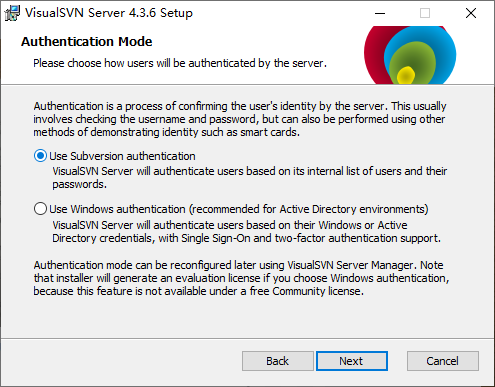 VisualSVN Server 4.3.6 Setup
Authentication Mode
Please choose how users will be authenticated by the server.
Authentication is a process of confirming the user's identity by the server. This usually
involves checking the username and password, but can also be performed using other
methods of demonstrating identity such as smart cards.
Use Subversion authentication
VisualSVN Server will authenticate users based on its internal list of users and their
passwords.
Use Windows authentication (recommended for Active Directory environments)
VisualSVN Server will authenticate users based on their Windows or Active
Directory credentials, with Single Sign-On and two-factor authentication support.
Authentication mode can be reconfigured later using VisualSVN Server Manager. Note
that installer will generate an evaluation license if you choose Windows authentication,
because this feature is not available under a free Community license.
Back Next Cancel